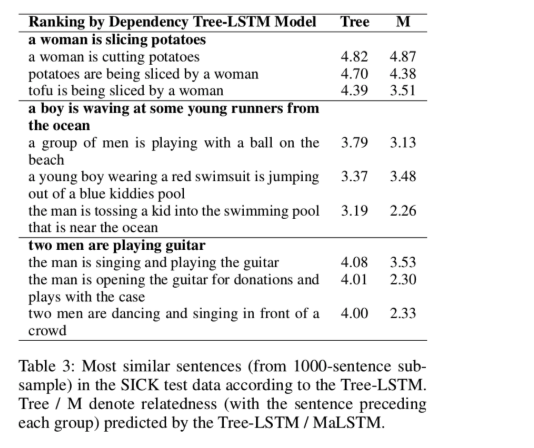 Ranking by Dependency Tree-LSTM Model Tree M
a woman is slicing potatoes
a woman is cutting potatoes 4.82 4.87
potatoes are being sliced by a woman 4.70 4.38
tofu is being sliced by a woman 4.39 3.51
a boy is waving at some young runners from
the ocean
a group of men is playing with a ball on the 3.79 3.13
beach
a young boy wearing a red swimsuit is jumping 3.37 3.48
out of a blue kiddies pool
the man is tossing a kid into the swimming pool 3.19 2.26
that is near the ocean
two men are playing guitar
the man is singing and playing the guitar 4.08 3.53
the man is opening the guitar for donations and 4.01 2.30
plays with the case
two men are dancing and singing in front of a 4.00 2.33
crowd
Table 3: Most similar sentences (from 1000-sentence sub-
sample) in the SICK test data according to the Tree-LSTM.
Tree / M denote relatedness (with the sentence preceding
each group) predicted by the Tree-LSTM / MaLSTM.